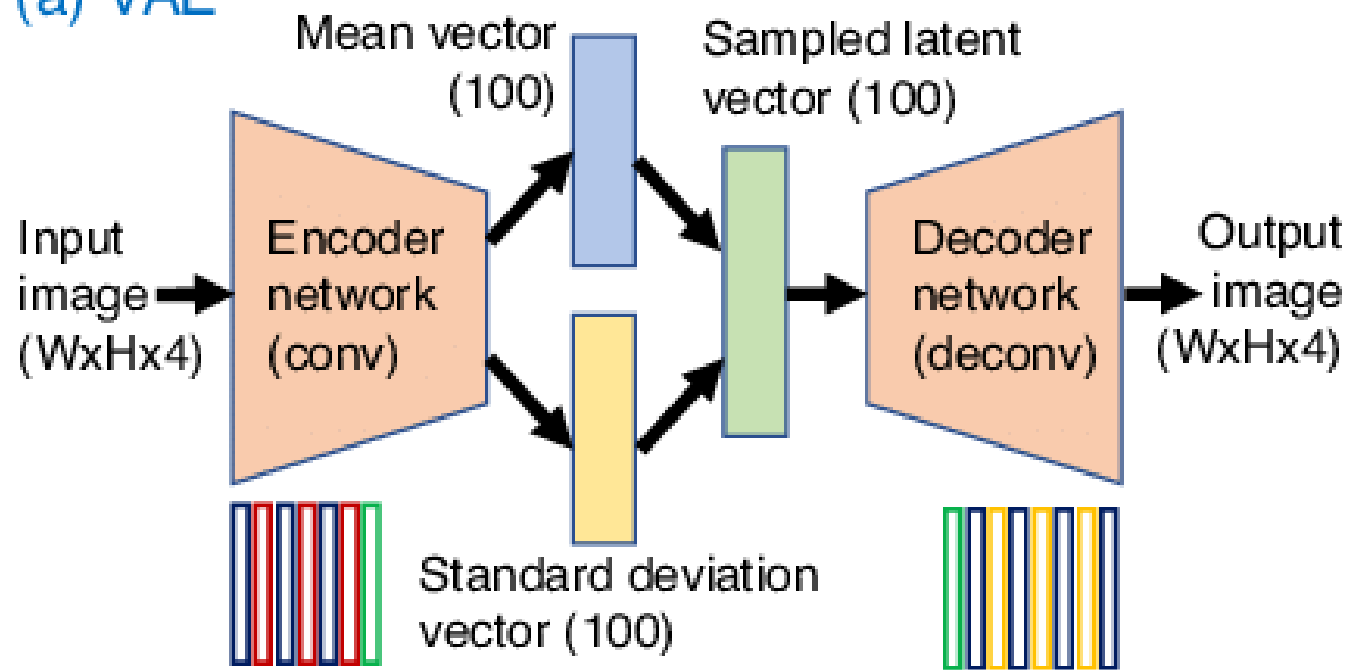 (a) VAE
Mean vector
(100)
Sampled latent
vector (100)
Input
image
(WxHx4)
Encoder
network
(conv)
Decoder
network
(deconv)
Output
image
(WxHx4)
Standard deviation
vector (100)